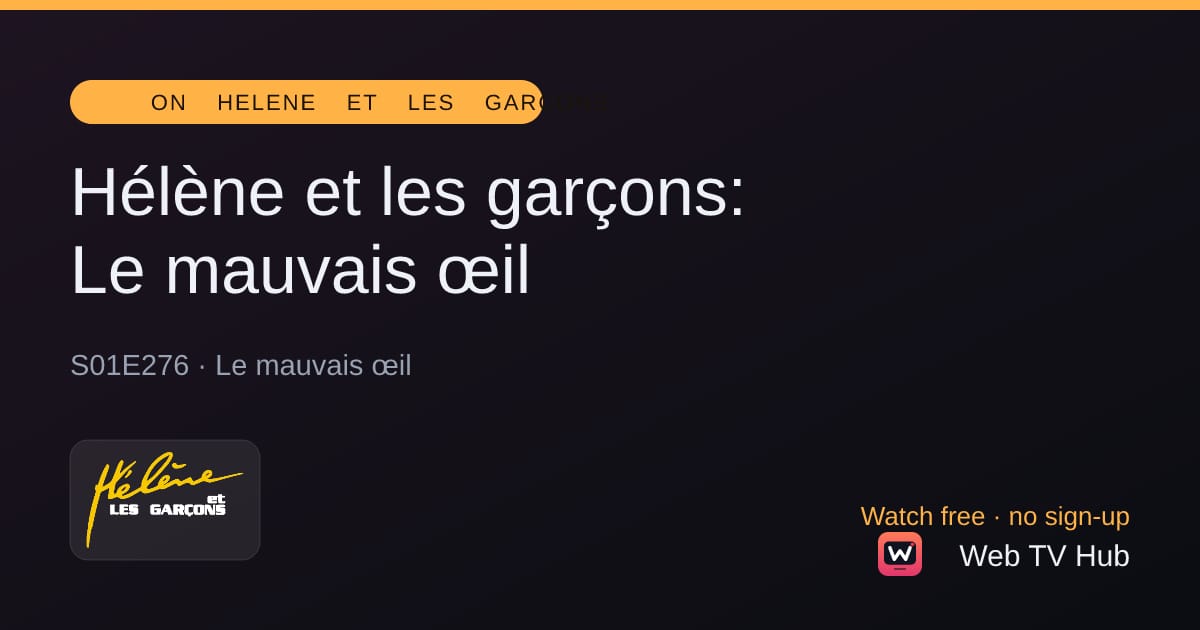 ON HELENE ET LES GARÇONS
Hélène et les garçons:
Le mauvais œil
S01E276 · Le mauvais œil
Hélène
et
LES GARÇONS
Watch free · no sign-up
W
Web TV Hub